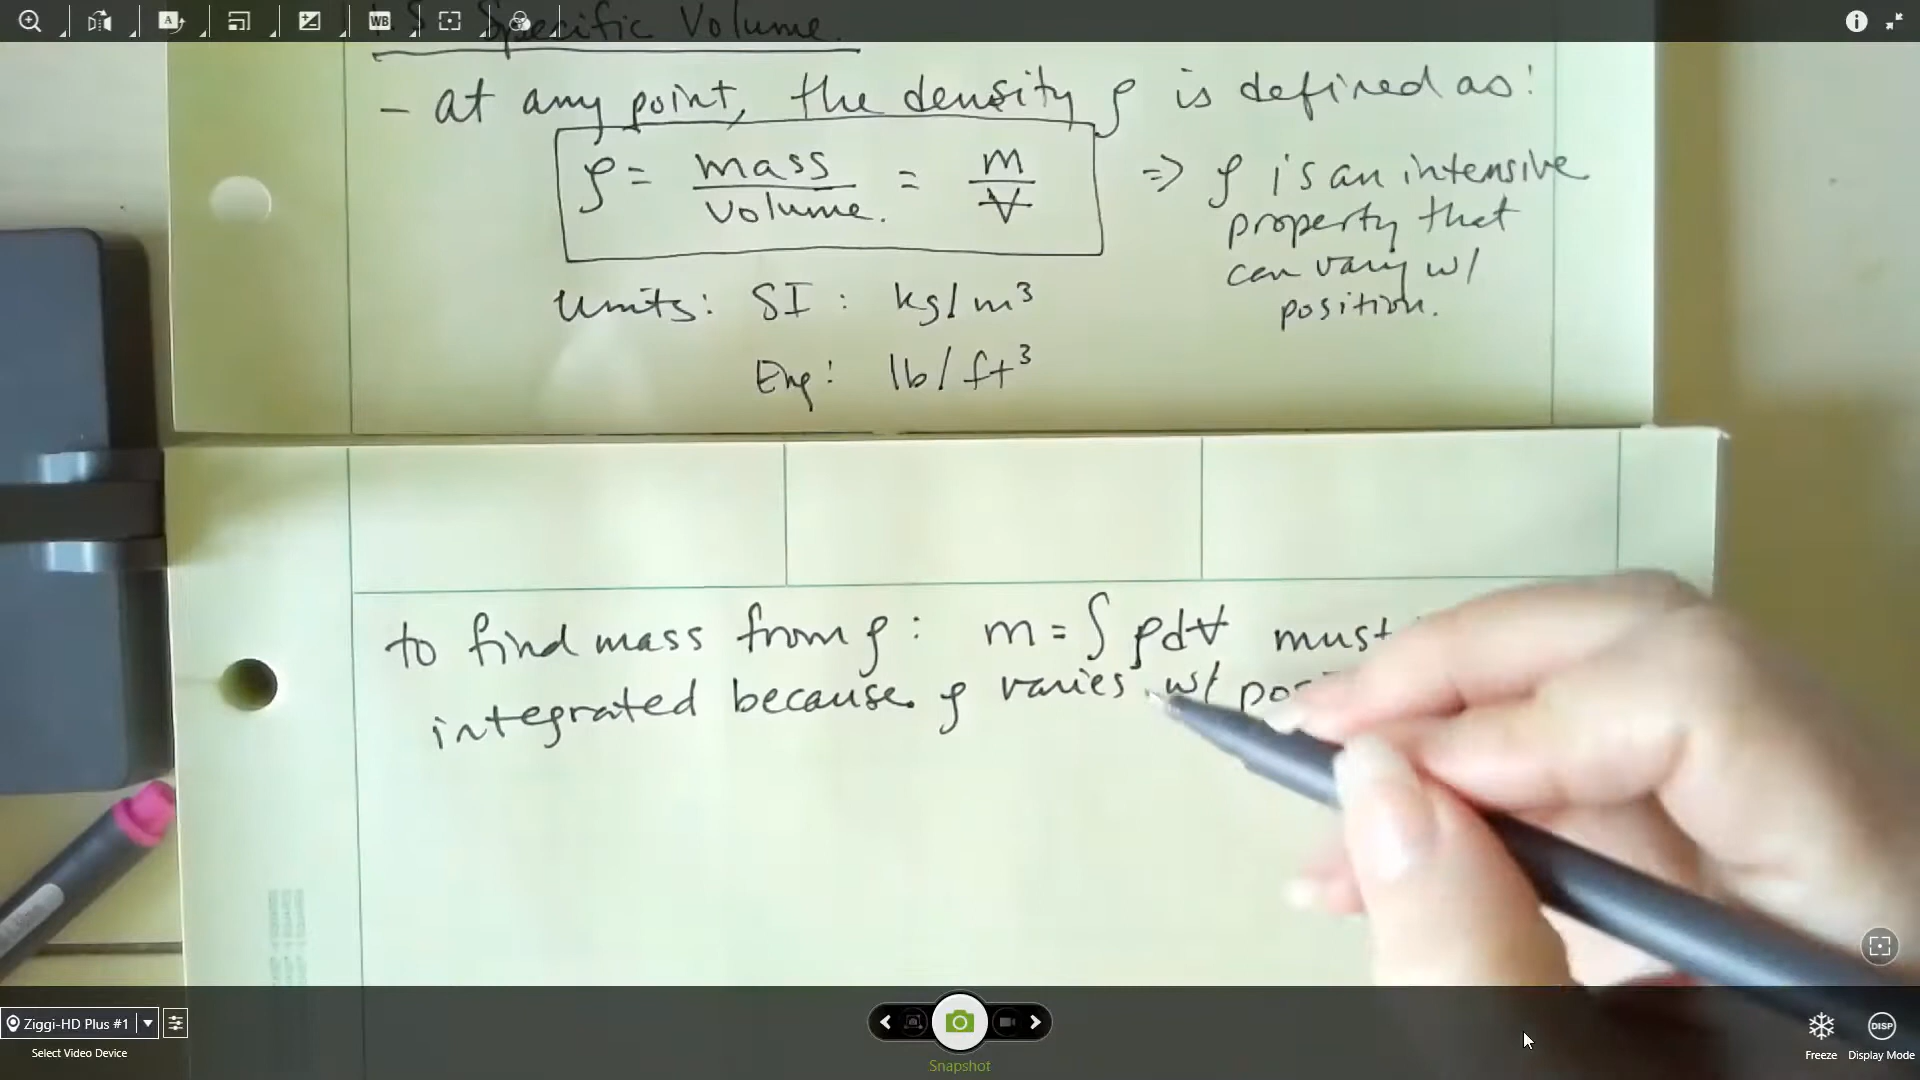 WB
Specific Volume.
- at any point, the density ρ is defined as:
ρ = mass / volume. = m / V
=> ρ is an intensive
property that
can vary w/
position.
Units: SI: kg/m³
Eng: lb/ft³
to find mass from ρ: m = ∫ ρdV must
integrated because ρ varies w/
Ziggi-HD Plus #1
Select Video Device
Snapshot
Freeze
DISP
Display Mode